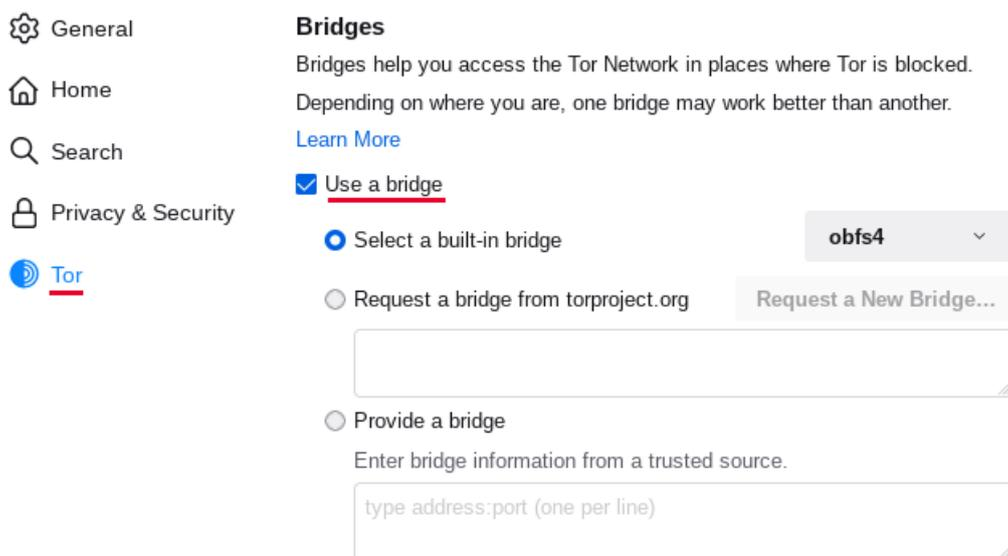 General
Home
Search
Privacy & Security
Tor
Bridges
Bridges help you access the Tor Network in places where Tor is blocked.
Depending on where you are, one bridge may work better than another.
Learn More
Use a bridge
Select a built-in bridge
obfs4
Request a bridge from torproject.org
Request a New Bridge...
Provide a bridge
Enter bridge information from a trusted source.
type address:port (one per line)